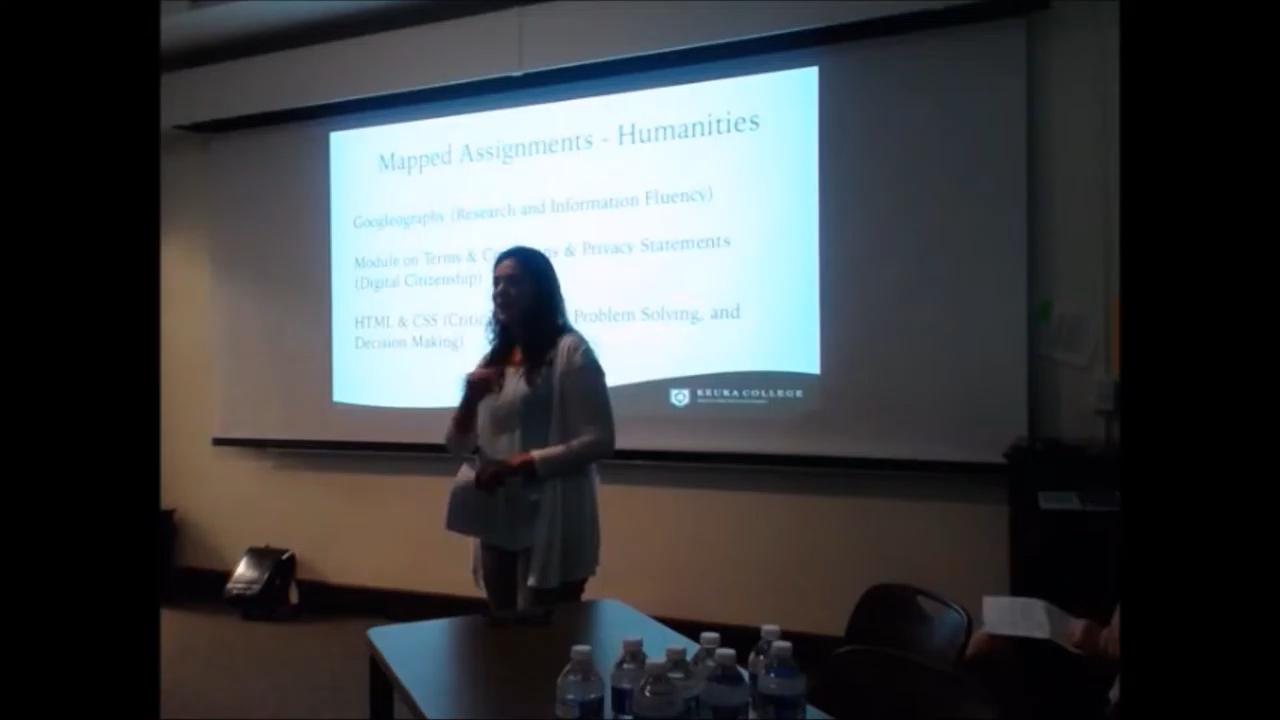 Mapped Assignments - Humanities
Googleography (Research and Information Fluency)
Module on Terms & & Privacy Statements
(Digital Citizenship)
HTML & CSS Problem Solving, and
Decision Making)
KEUKA COLLEGE